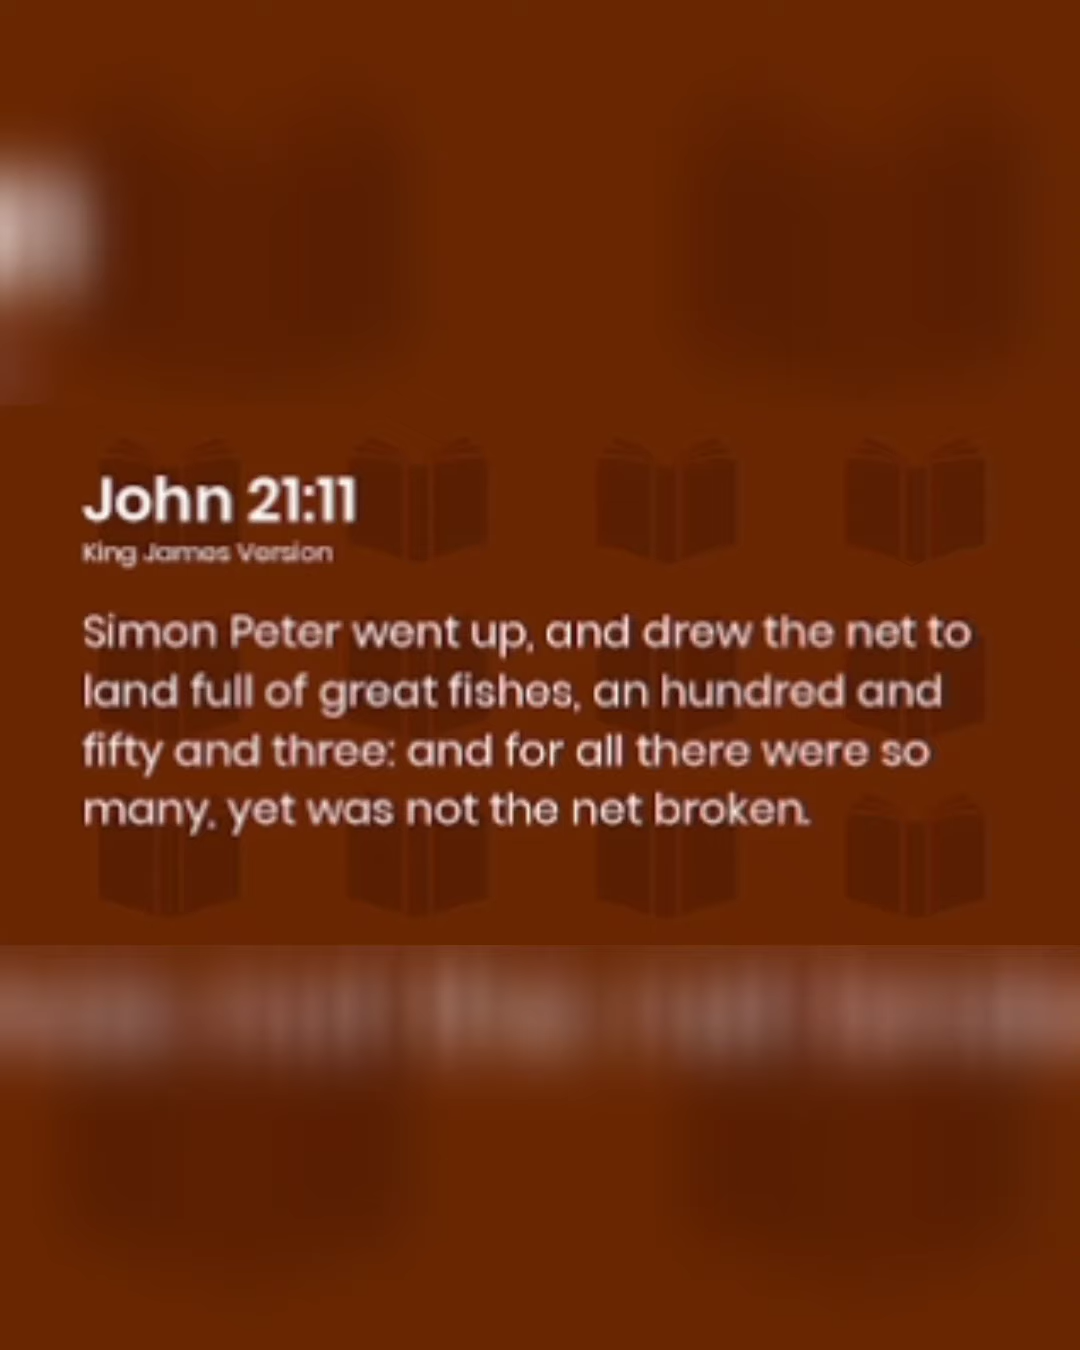 John 21:11
King James Version
Simon Peter went up, and drew the net to
land full of great fishes, an hundred and
fifty and three: and for all there were so
many, yet was not the net broken.